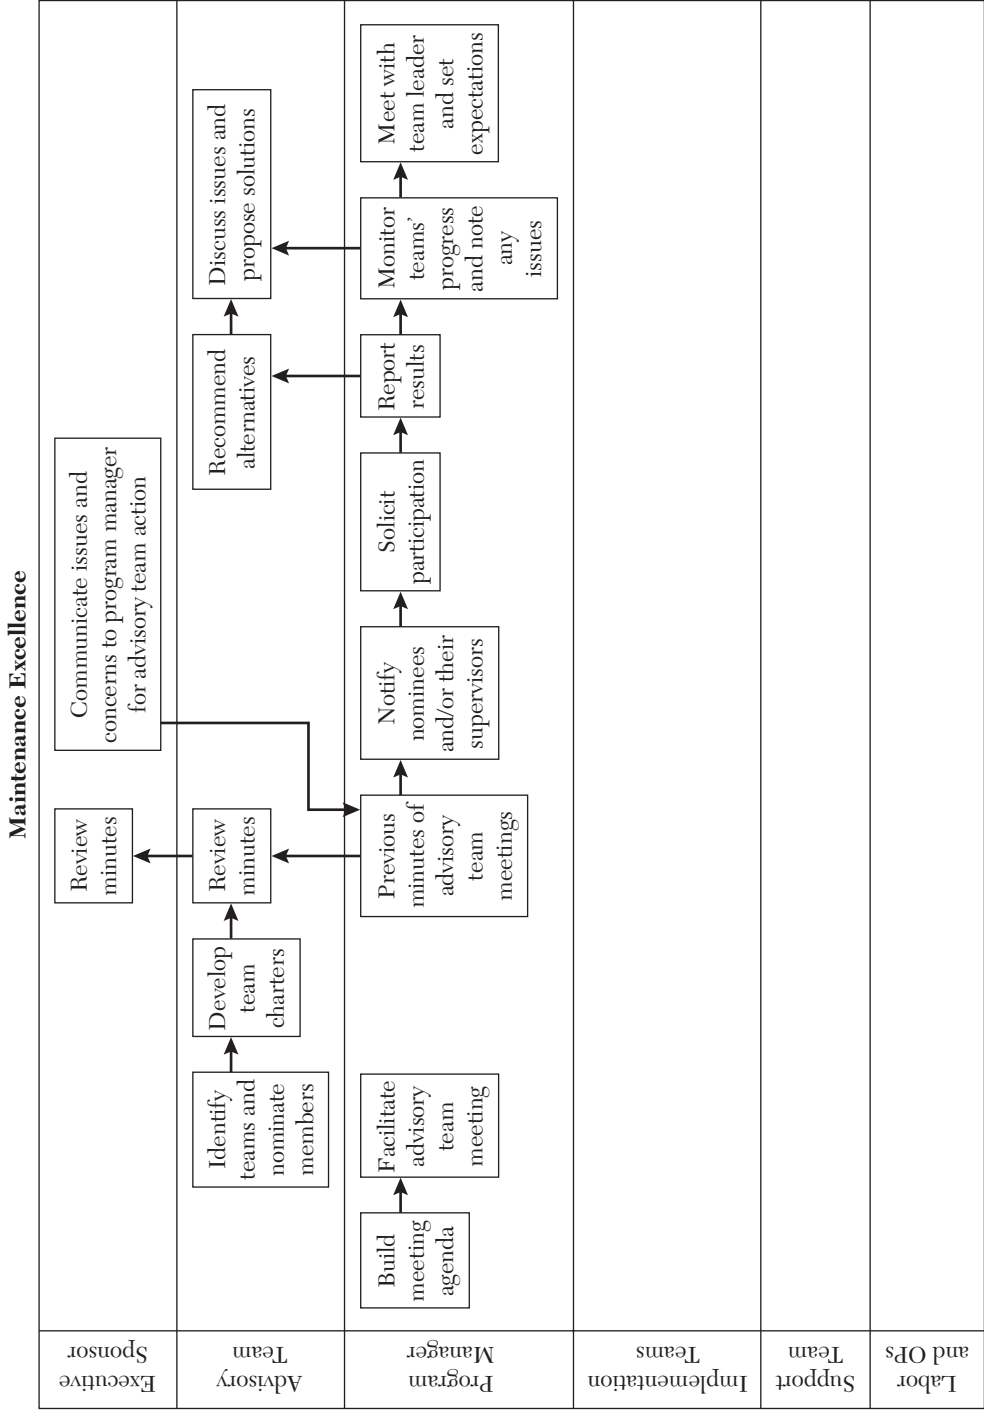 Maintenance Excellence
Executive
Sponsor
Review
minutes
Communicate issues and
concerns to program manager
for advisory team action
Advisory
Team
Identify
teams and
nominate
members
Develop
team
charters
Review
minutes
Recommend
alternatives
Discuss issues and
propose solutions
Program
Manager
Build
meeting
agenda
Facilitate
advisory
team
meeting
Previous
minutes of
advisory
team
meetings
Notify
nominees
and/or their
supervisors
Solicit
participation
Report
results
Monitor
teams’
progress
and note
any
issues
Meet with
team leader
and set
expectations
Implementation
Teams
Support
Team
Labor
and OPs